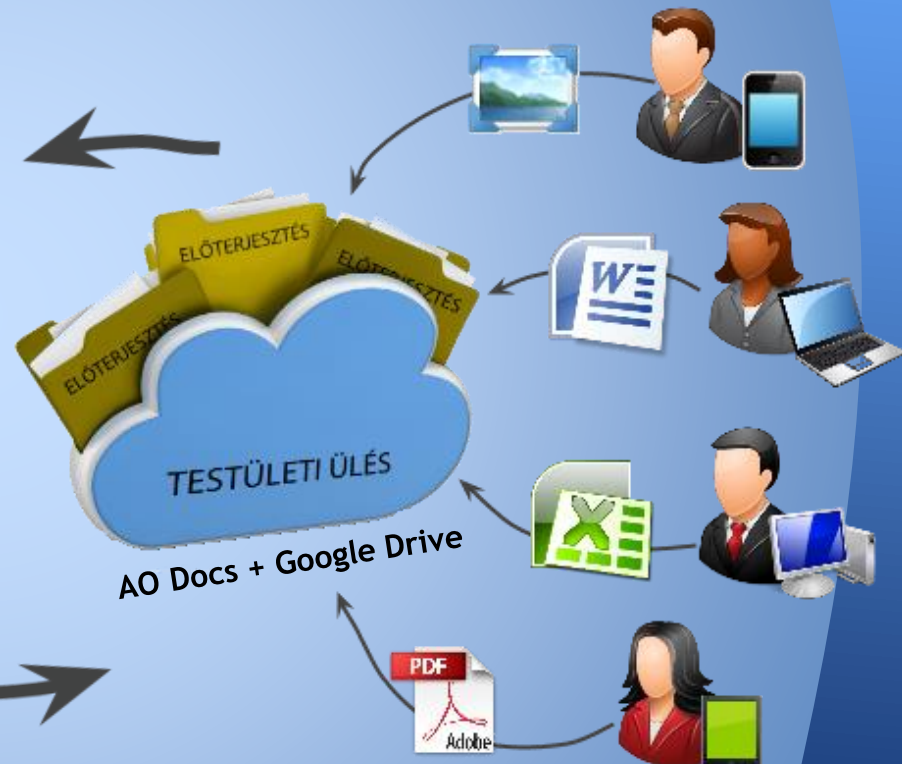 ELŐTERJESZTÉS
ELŐTERJESZTÉS
ELŐTERJESZTÉS
TESTÜLETI ÜLÉS
AO Docs + Google Drive
W
X
PDF
Adobe